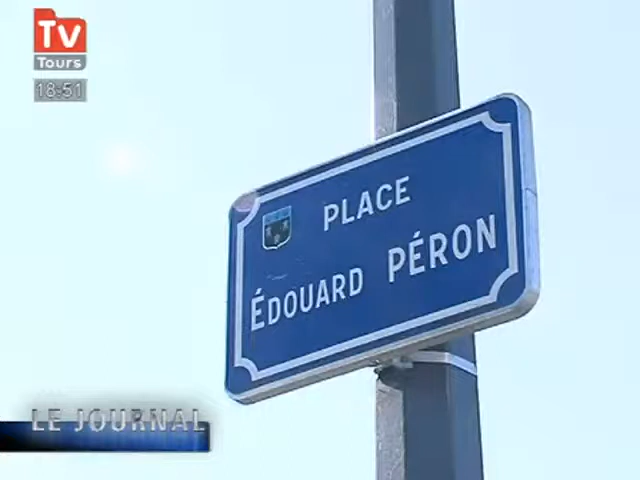 Tv
Tours
18:51
PLACE
ÉDOUARD PÉRON
LE JOURNAL